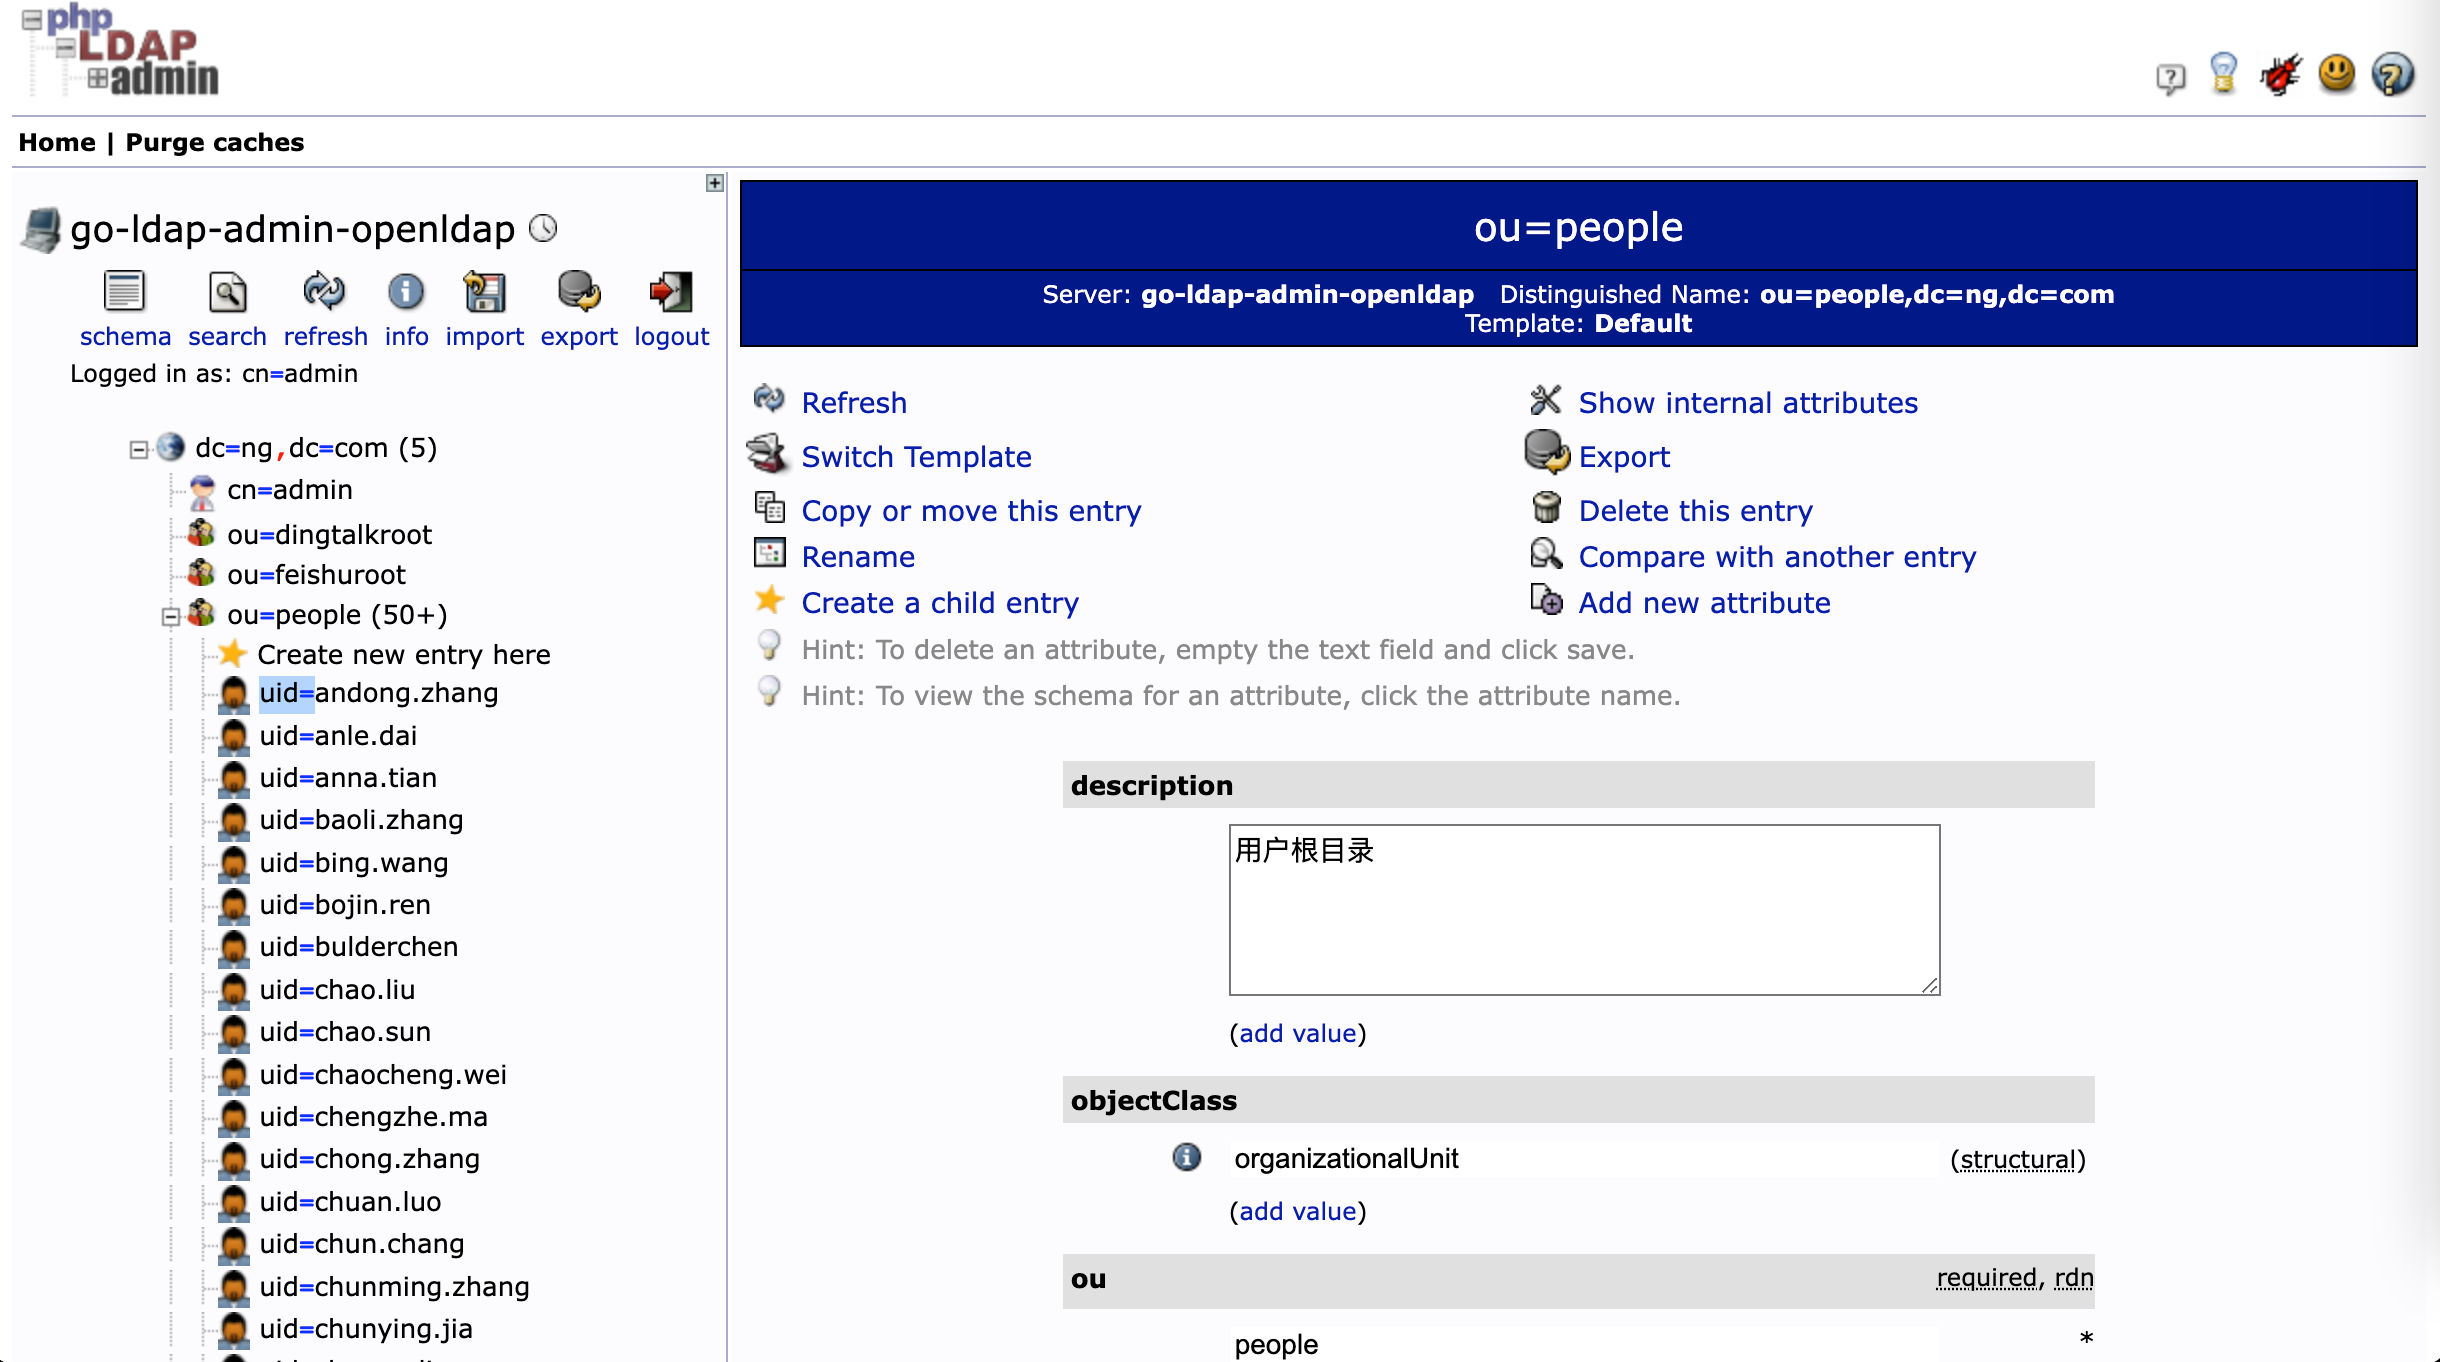 php
LDAP
admin
Home | Purge caches
go-ldap-admin-openldap
schema search refresh info import export logout
Logged in as: cn=admin
dc=ng,dc=com (5)
cn=admin
ou=dingtalkroot
ou=feishuroot
ou=people (50+)
Create new entry here
uid=andong.zhang
uid=anle.dai
uid=anna.tian
uid=baoli.zhang
uid=bing.wang
uid=bojin.ren
uid=bulderchen
uid=chao.liu
uid=chao.sun
uid=chaocheng.wei
uid=chengzhe.ma
uid=chong.zhang
uid=chuan.luo
uid=chun.chang
uid=chunming.zhang
uid=chunying.jia
ou=people
Server: go-ldap-admin-openldap Distinguished Name: ou=people,dc=ng,dc=com
Template: Default
Refresh
Show internal attributes
Switch Template
Export
Copy or move this entry
Delete this entry
Rename
Compare with another entry
Create a child entry
Add new attribute
Hint: To delete an attribute, empty the text field and click save.
Hint: To view the schema for an attribute, click the attribute name.
description
用户根目录
(add value)
objectClass
organizationalUnit (structural)
(add value)
ou required, rdn
people *